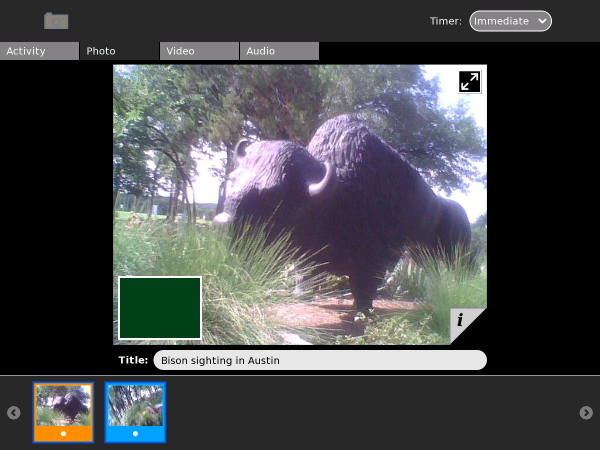 Timer: Immediate
Activity Photo Video Audio
i
Title: Bison sighting in Austin